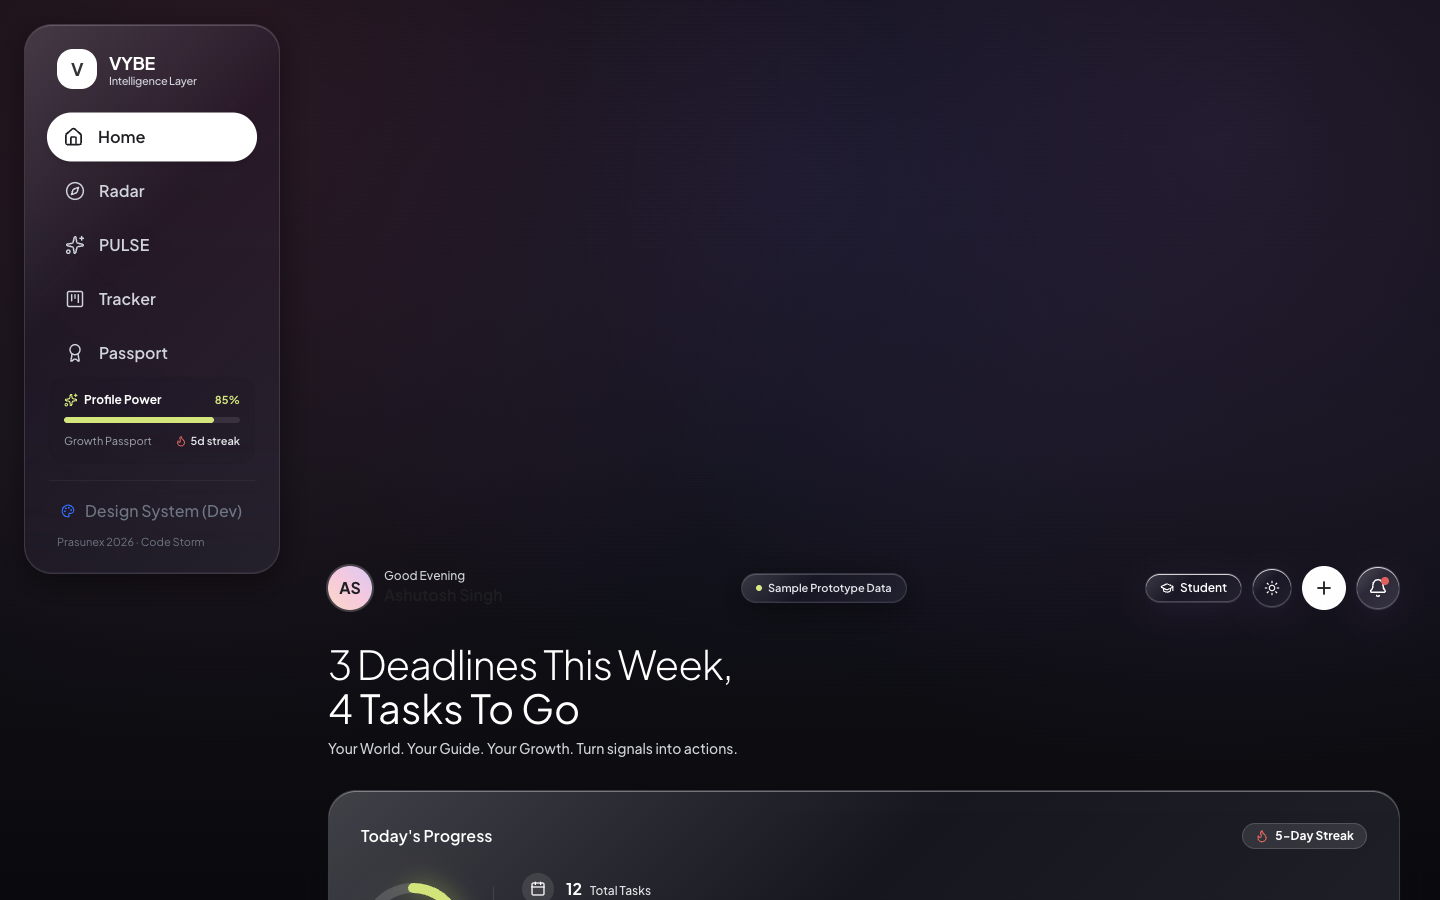 V
VYBE
Intelligence Layer
Home
Radar
PULSE
Tracker
Passport
Profile Power 85%
Growth Passport 5d streak
Design System (Dev)
Prasunex 2026 · Code Storm
AS
Good Evening
Ashutosh Singh
Sample Prototype Data
Student
3 Deadlines This Week,
4 Tasks To Go
Your World. Your Guide. Your Growth. Turn signals into actions.
Today's Progress
5-Day Streak
12 Total Tasks